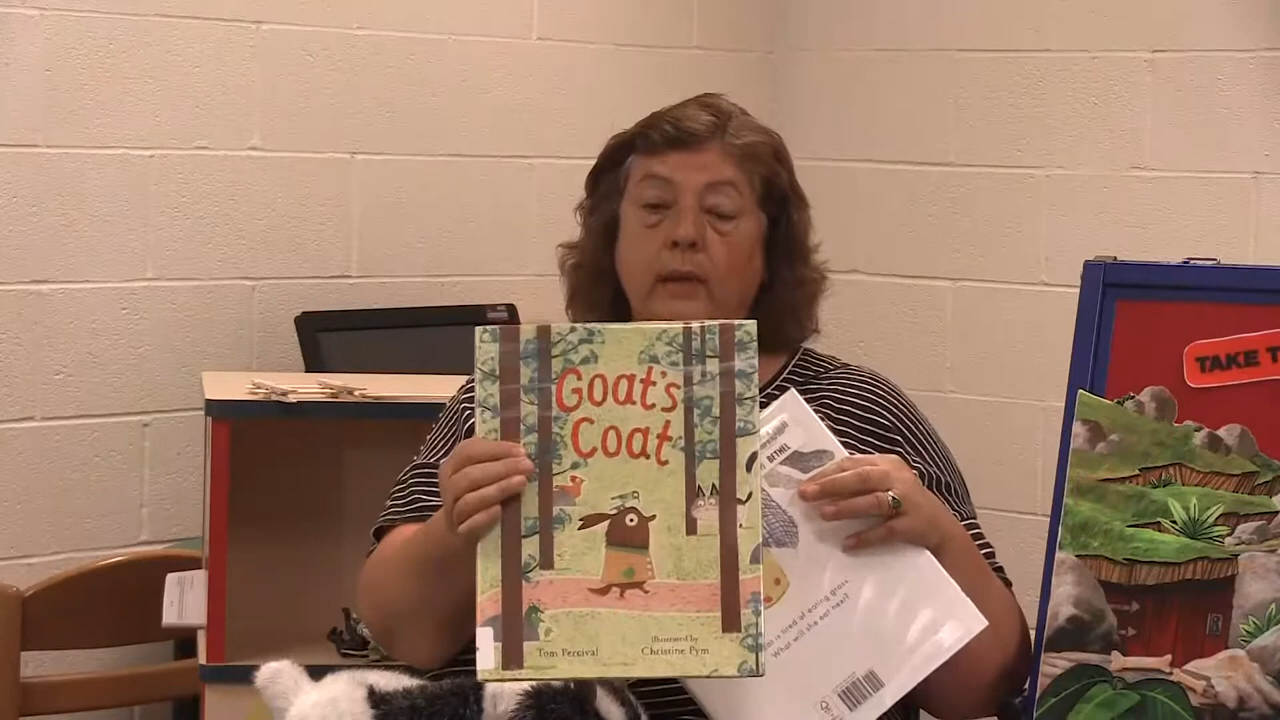 Goat's
Coat
Tom Percival
illustrated by
Christine Pym
BETHEL
is tired of eating grass.
What will she eat next?
TAKE T